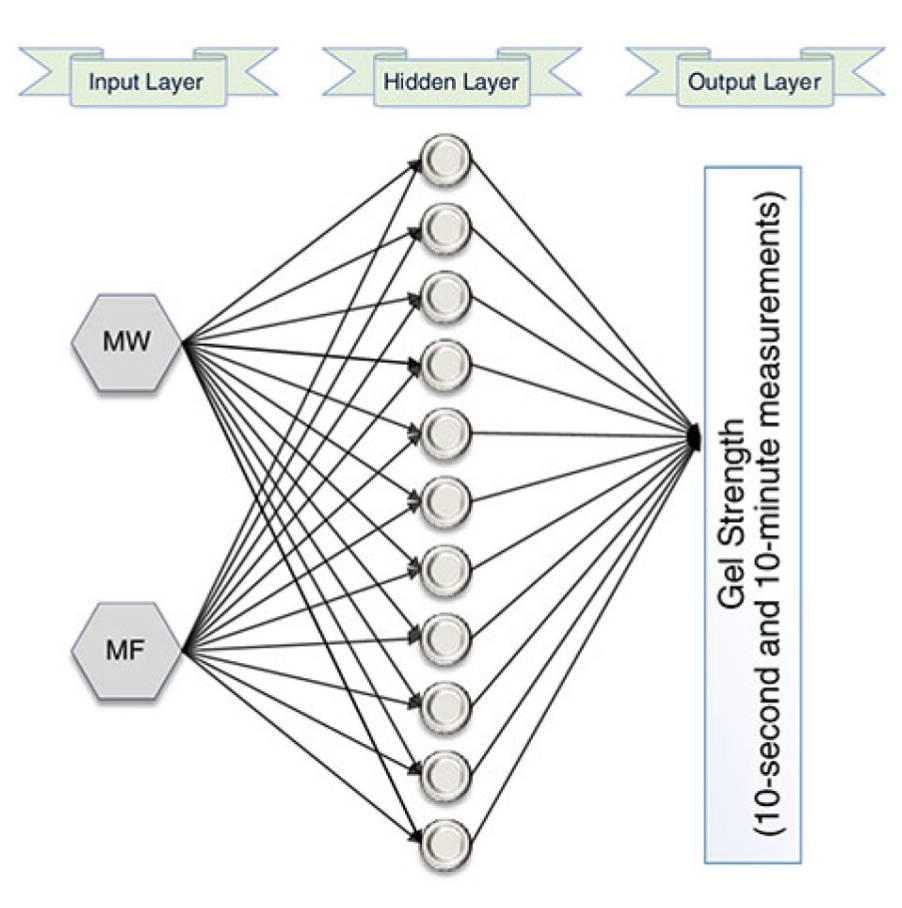 Input Layer
Hidden Layer
Output Layer
MW
MF
Gel Strength
(10-second and 10-minute measurements)